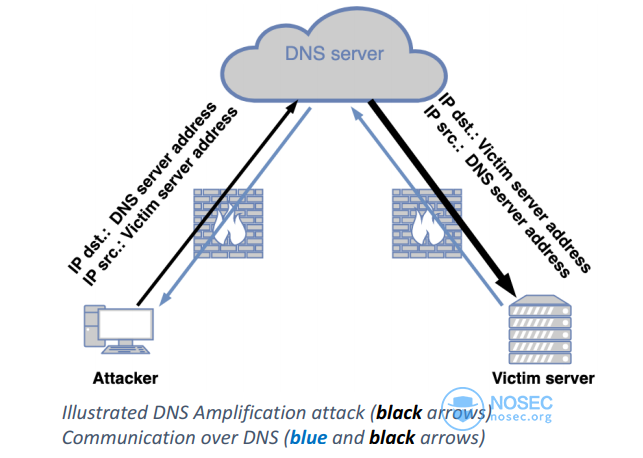 DNS server
IP dst.: DNS server address
IP src.: Victim server address
IP dst.: Victim server address
IP src.: DNS server address
Attacker
Victim server
Illustrated DNS Amplification attack (black arrows)
Communication over DNS (blue and black arrows)
NOSEC
nosec.org